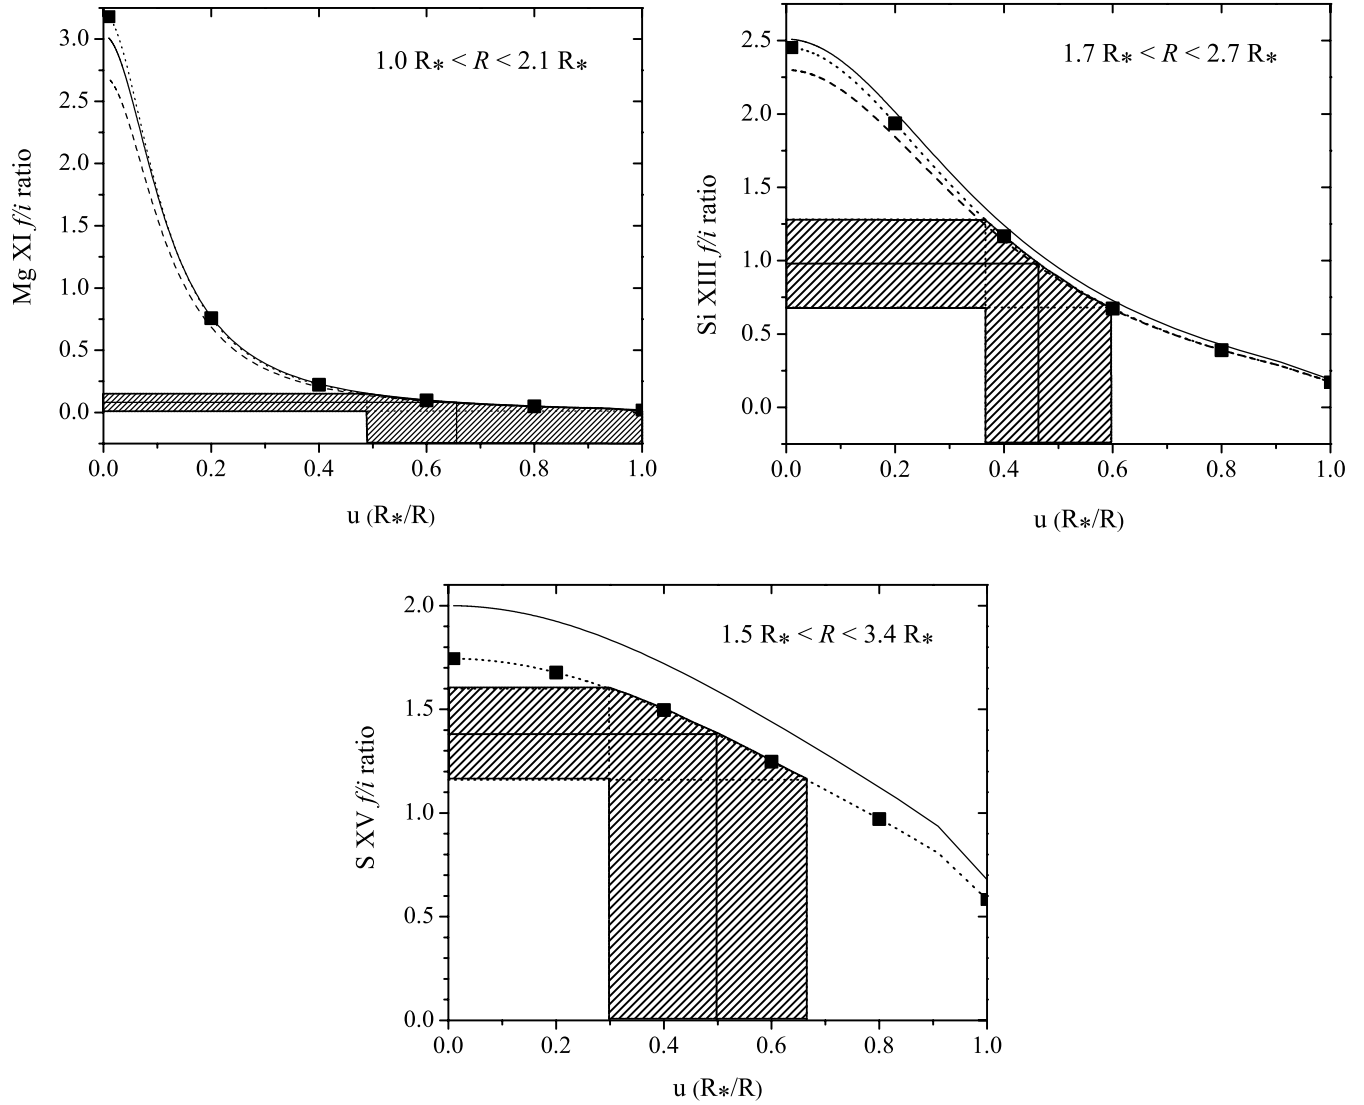 1.0 R* < R < 2.1 R*
Mg XI f/i ratio
3.0
2.5
2.0
1.5
1.0
0.5
0.0
0.0 0.2 0.4 0.6 0.8 1.0
u (R*/R)
1.7 R* < R < 2.7 R*
Si XIII f/i ratio
2.5
2.0
1.5
1.0
0.5
0.0
0.0 0.2 0.4 0.6 0.8 1.0
u (R*/R)
1.5 R* < R < 3.4 R*
S XV f/i ratio
2.0
1.5
1.0
0.5
0.0
0.0 0.2 0.4 0.6 0.8 1.0
u (R*/R)